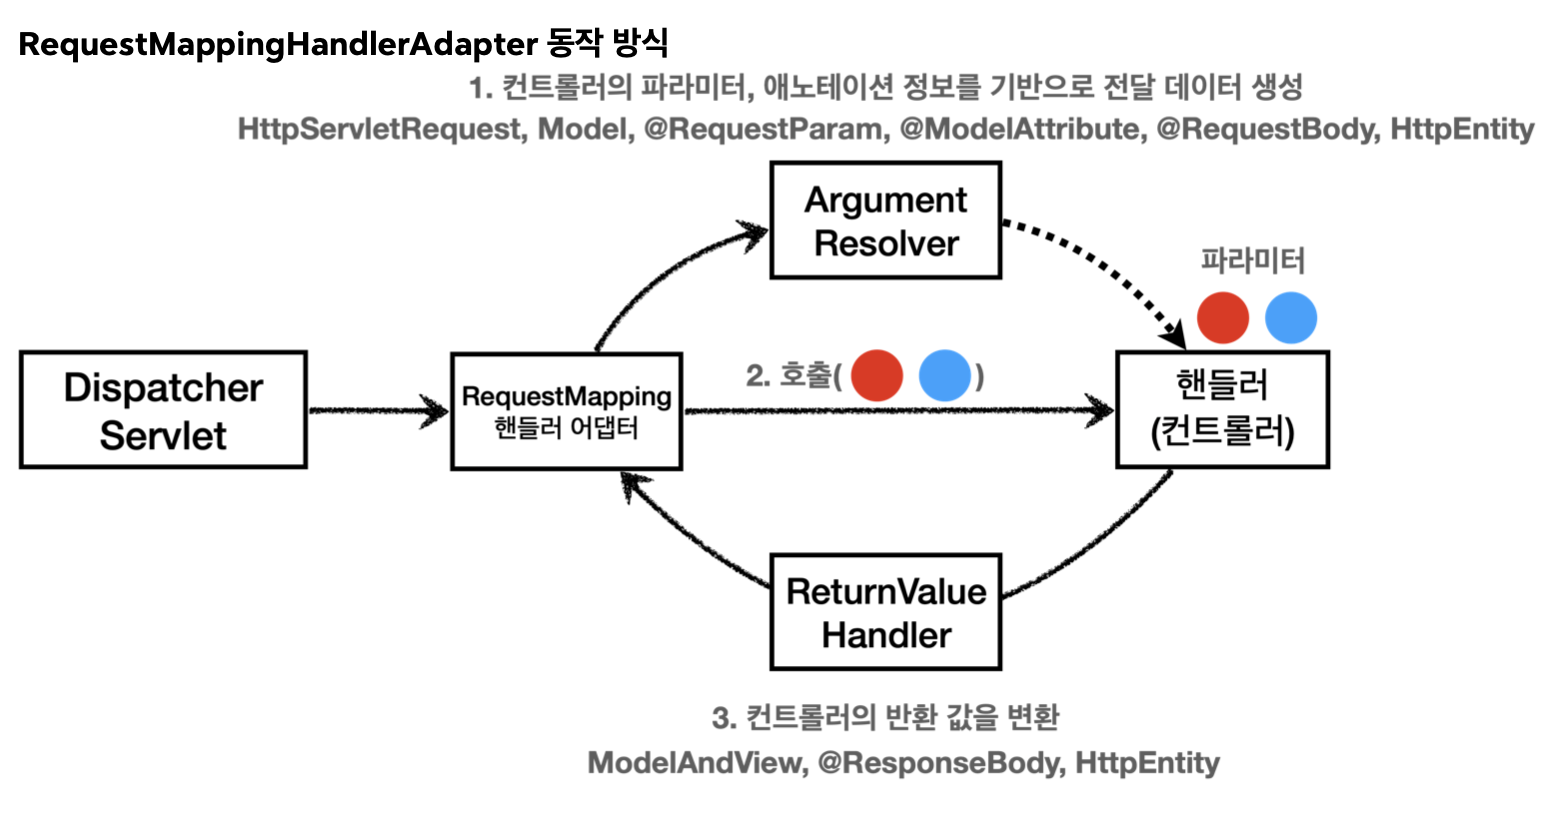 RequestMappingHandlerAdapter 동작 방식
1. 컨트롤러의 파라미터, 애노테이션 정보를 기반으로 전달 데이터 생성
HttpServletRequest, Model, @RequestParam, @ModelAttribute, @RequestBody, HttpEntity
Argument
Resolver
파라미터
Dispatcher
Servlet
RequestMapping
핸들러 어댑터
2. 호출( )
핸들러
(컨트롤러)
ReturnValue
Handler
3. 컨트롤러의 반환 값을 변환
ModelAndView, @ResponseBody, HttpEntity